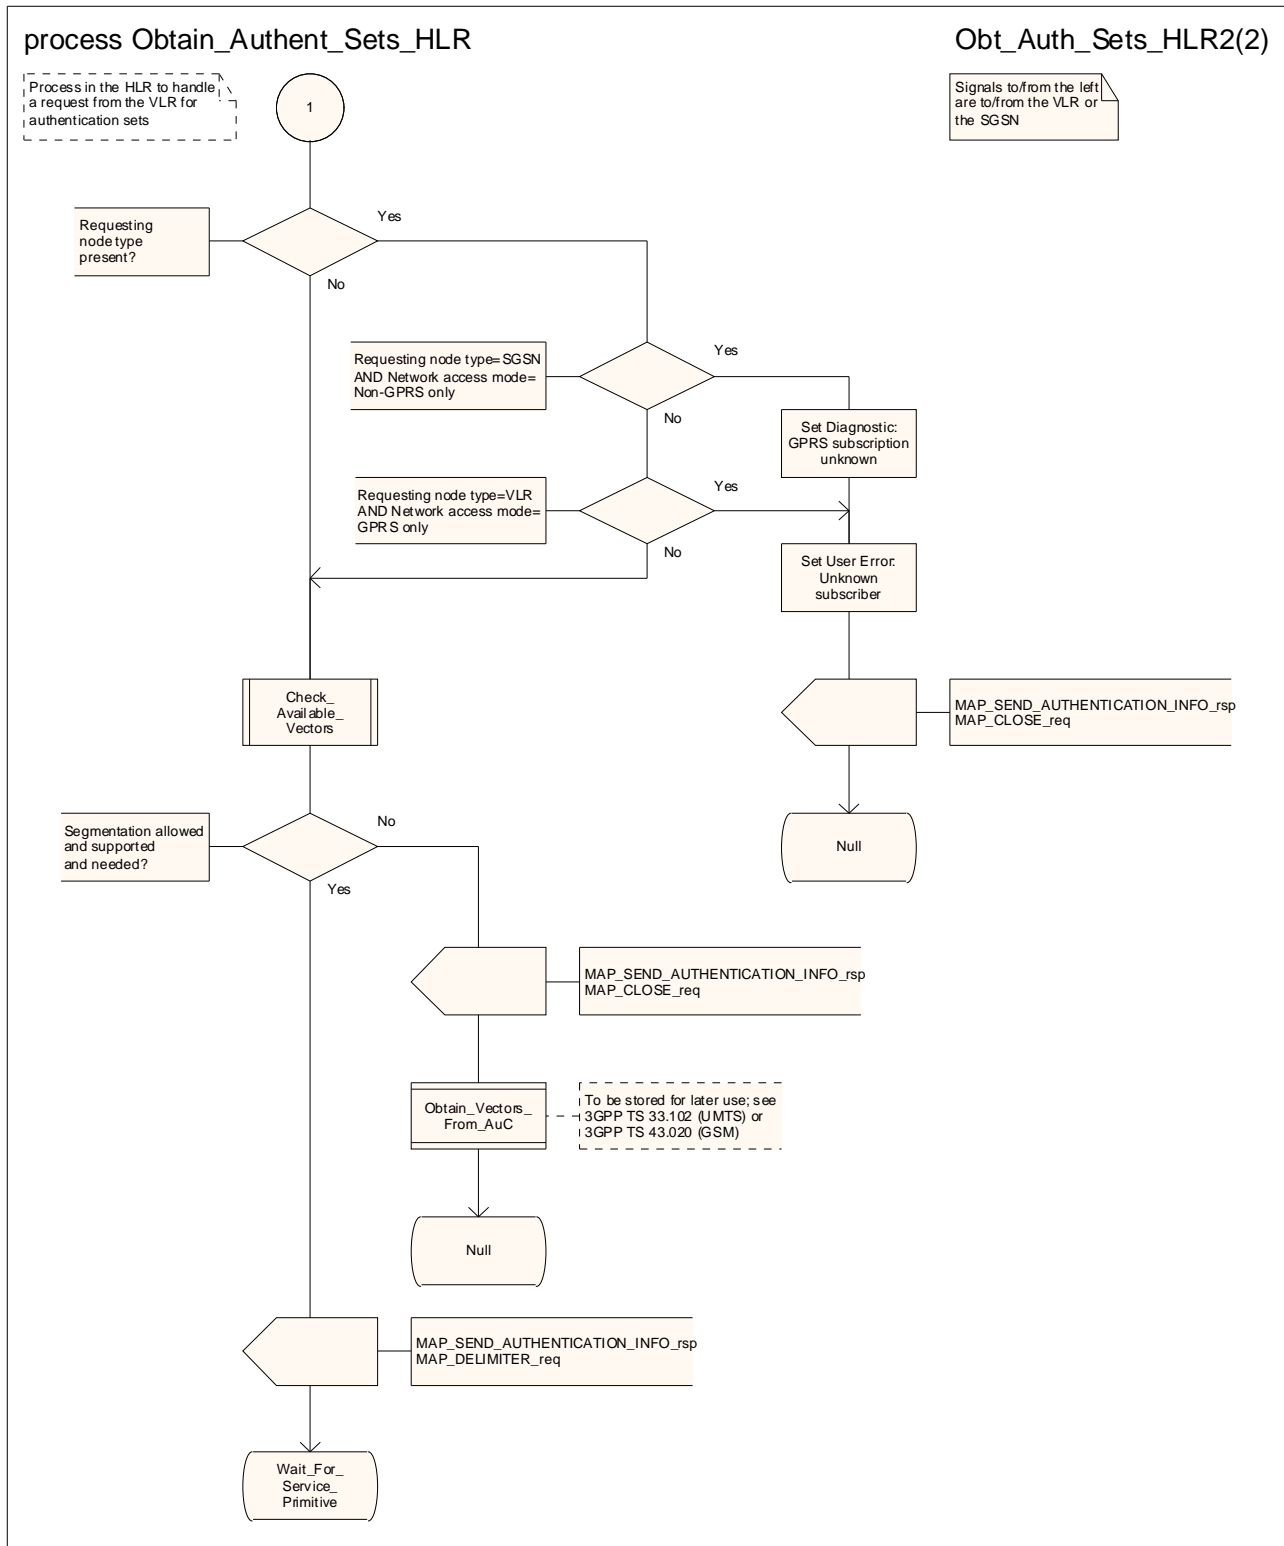 process Obtain_Authent_Sets_HLR
Obt_Auth_Sets_HLR2(2)
Process in the HLR to handle
a request from the VLR for
authentication sets
1
Signals to/from the left
are to/from the VLR or
the SGSN
Requesting
node type
present?
Yes
No
Requesting node type=SGSN
AND Network access mode=
Non-GPRS only
Yes
No
Set Diagnostic:
GPRS subscription
unknown
Requesting node type=VLR
AND Network access mode=
GPRS only
Yes
No
Set User Error:
Unknown
subscriber
Check_
Available_
Vectors
MAP_SEND_AUTHENTICATION_INFO_rsp
MAP_CLOSE_req
Segmentation allowed
and supported
and needed?
No
Yes
Null
MAP_SEND_AUTHENTICATION_INFO_rsp
MAP_CLOSE_req
Obtain_Vectors_
From_AuC
To be stored for later use; see
3GPP TS 33.102 (UMTS) or
3GPP TS 43.020 (GSM)
Null
MAP_SEND_AUTHENTICATION_INFO_rsp
MAP_DELIMITER_req
Wait_For_
Service_
Primitive